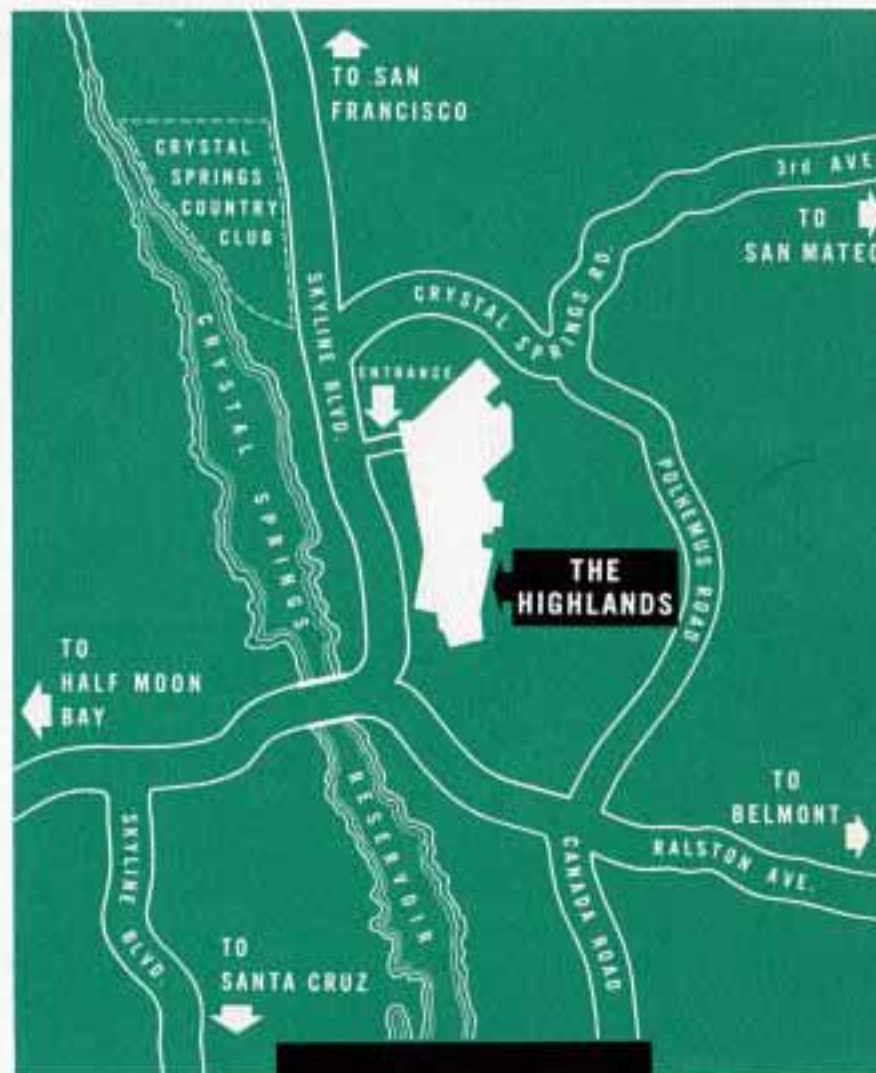 TO SAN
FRANCISCO
CRYSTAL
SPRINGS
COUNTRY
CLUB
3rd AVE
TO
SAN MATEO
SKYLINE BLVD.
CRYSTAL SPRINGS RD.
ENTRANCE
CRYSTAL SPRINGS
POLHEMUS ROAD
THE
HIGHLANDS
TO
HALF MOON
BAY
RESERVOIR
TO
BELMONT
SKYLINE BLVD.
CANADA ROAD
RALSTON AVE.
TO
SANTA CRUZ